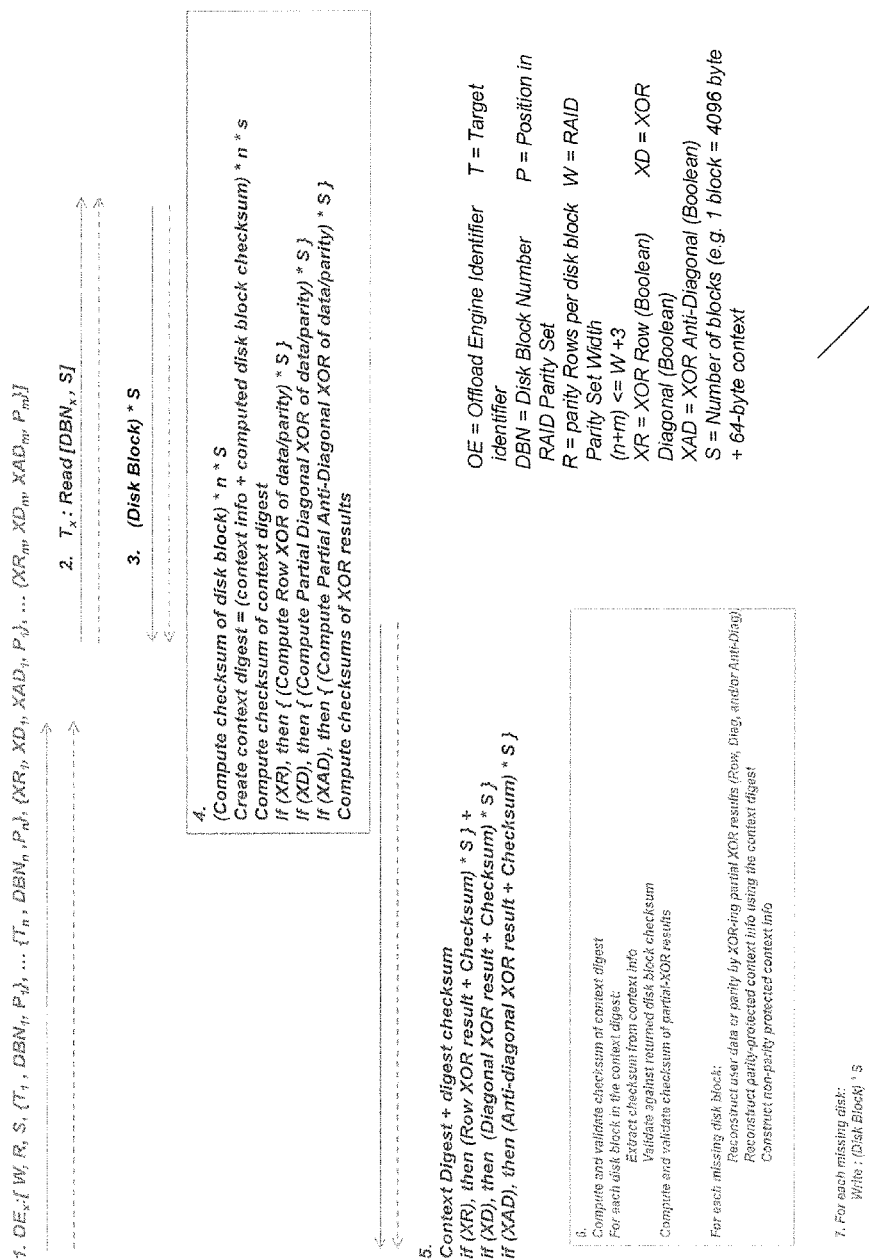 1. OEₓ:[ W, R, S, {T₁ , DBN₁, P₁}, ... {Tₙ , DBNₙ ,Pₙ}, {XR₁, XD₁, XAD₁, P₁}, ... {XRₘ, XDₘ, XADₘ, Pₘ}]
2. Tₓ : Read [DBNₓ , S]
3. (Disk Block) * S
4.
(Compute checksum of disk block) * n * S
Create context digest = (context info + computed disk block checksum) * n * s
Compute checksum of context digest
If (XR), then { (Compute Row XOR of data/parity) * S }
If (XD), then { (Compute Partial Diagonal XOR of data/parity) * S }
If (XAD), then { (Compute Partial Anti-Diagonal XOR of data/parity) * S }
Compute checksums of XOR results
5.
Context Digest + digest checksum
if (XR), then (Row XOR result + Checksum) * S } +
if (XD), then (Diagonal XOR result + Checksum) * S }
if (XAD), then (Anti-diagonal XOR result + Checksum) * S }
OE = Offload Engine Identifier T = Target
identifier
DBN = Disk Block Number P = Position in
RAID Parity Set
R = parity Rows per disk block W = RAID
Parity Set Width
(n+m) <= W +3
XR = XOR Row (Boolean) XD = XOR
Diagonal (Boolean)
XAD = XOR Anti-Diagonal (Boolean)
S = Number of blocks (e.g. 1 block = 4096 byte
+ 64-byte context
6.
Compute and validate checksum of context digest
For each disk block in the context digest:
Extract checksum from context info
Validate against returned disk block checksum
Compute and validate checksum of partial-XOR results
For each missing disk block:
Reconstruct user data or parity by XOR-ing partial XOR results (Row, Diag, and/or Anti-Diag)
Reconstruct parity-protected context info using the context digest
Construct non-parity protected context info
7. For each missing disk:
Write : (Disk Block) * S